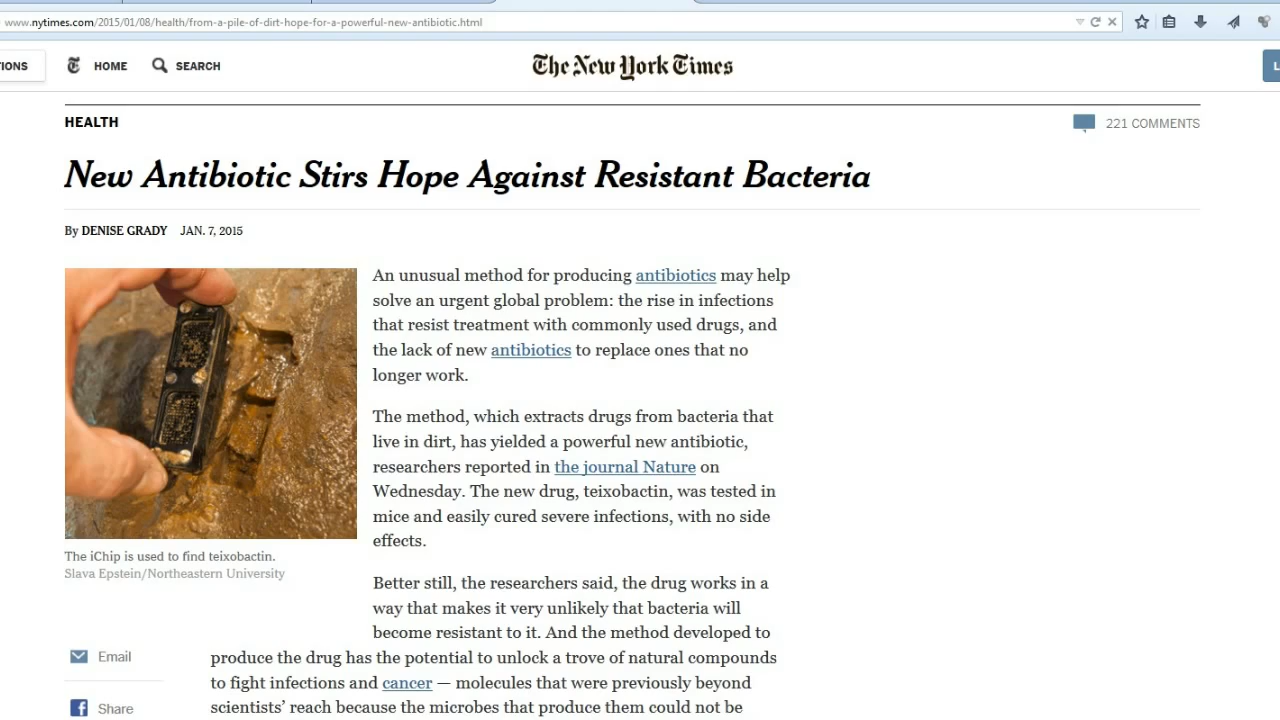 www.nytimes.com/2015/01/08/health/from-a-pile-of-dirt-hope-for-a-powerful-new-antibiotic.html
IONS
HOME
SEARCH
The New York Times
L
HEALTH
221 COMMENTS
New Antibiotic Stirs Hope Against Resistant Bacteria
By DENISE GRADY JAN. 7, 2015
An unusual method for producing antibiotics may help
solve an urgent global problem: the rise in infections
that resist treatment with commonly used drugs, and
the lack of new antibiotics to replace ones that no
longer work.
The method, which extracts drugs from bacteria that
live in dirt, has yielded a powerful new antibiotic,
researchers reported in the journal Nature on
Wednesday. The new drug, teixobactin, was tested in
mice and easily cured severe infections, with no side
effects.
The iChip is used to find teixobactin.
Slava Epstein/Northeastern University
Better still, the researchers said, the drug works in a
way that makes it very unlikely that bacteria will
become resistant to it. And the method developed to
produce the drug has the potential to unlock a trove of natural compounds
to fight infections and cancer — molecules that were previously beyond
scientists’ reach because the microbes that produce them could not be
Email
Share